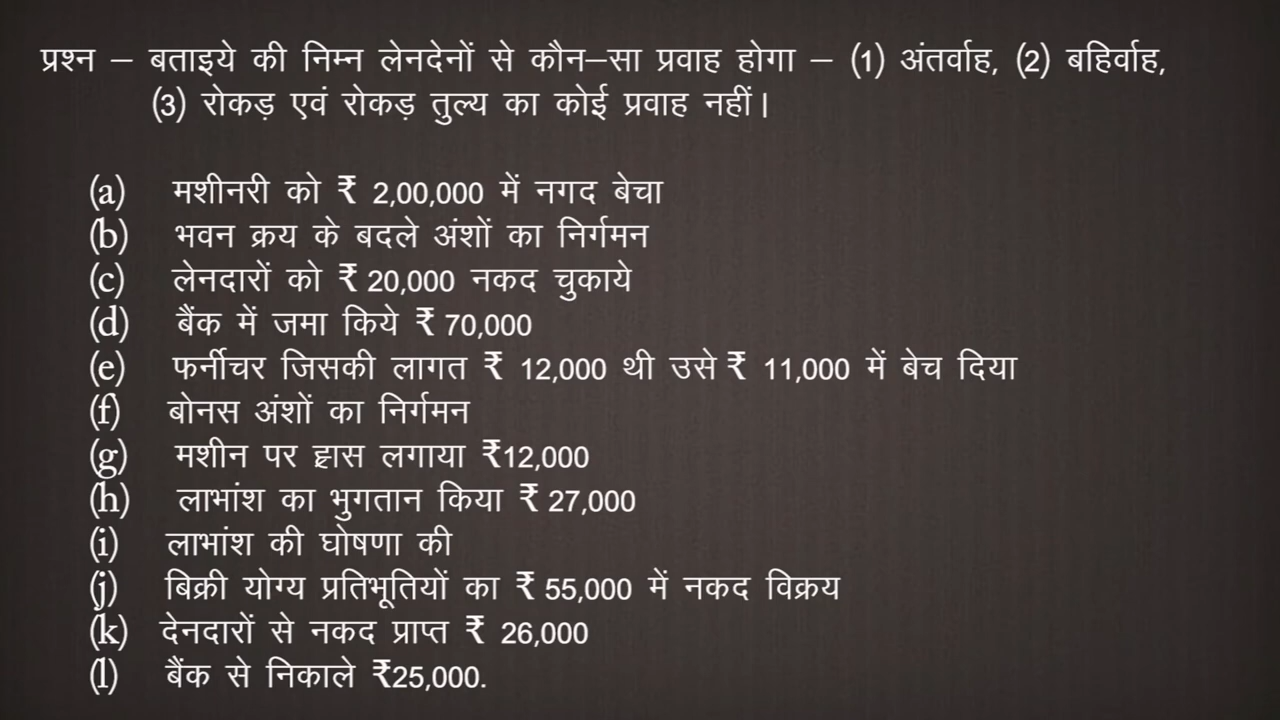 प्रश्न – बताइये की निम्न लेनदेनों से कौन–सा प्रवाह होगा – (1) अंतर्वाह, (2) बहिर्वाह,
(3) रोकड़ एवं रोकड़ तुल्य का कोई प्रवाह नहीं।
(a) मशीनरी को ₹ 2,00,000 में नगद बेचा
(b) भवन क्रय के बदले अंशों का निर्गमन
(c) लेनदारों को ₹ 20,000 नकद चुकाये
(d) बैंक में जमा किये ₹ 70,000
(e) फर्नीचर जिसकी लागत ₹ 12,000 थी उसे ₹ 11,000 में बेच दिया
(f) बोनस अंशों का निर्गमन
(g) मशीन पर ह्रास लगाया ₹12,000
(h) लाभांश का भुगतान किया ₹ 27,000
(i) लाभांश की घोषणा की
(j) बिक्री योग्य प्रतिभूतियों का ₹ 55,000 में नकद विक्रय
(k) देनदारों से नकद प्राप्त ₹ 26,000
(l) बैंक से निकाले ₹25,000.